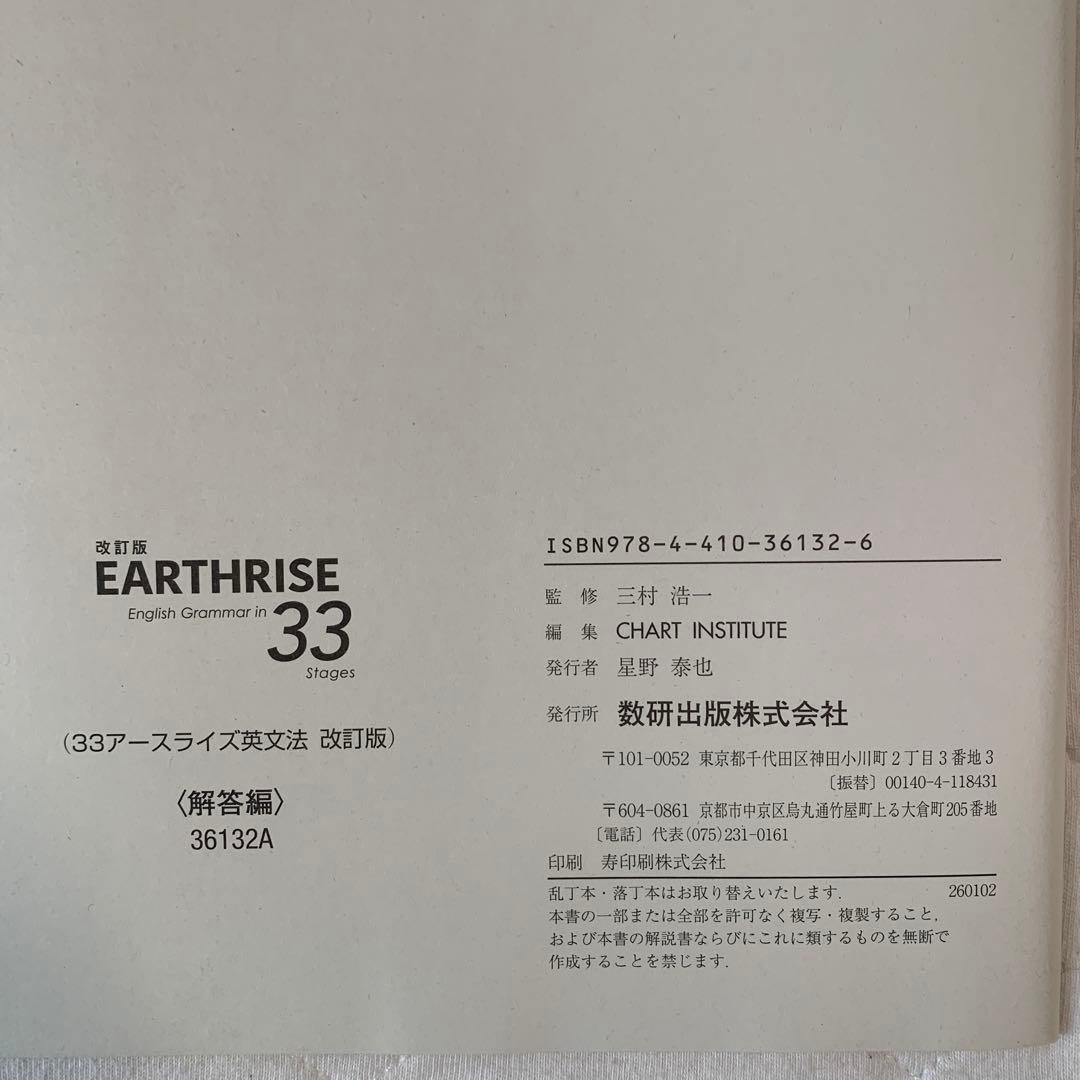 改訂版
EARTHRISE
English Grammar in 33
Stages
(33アースライズ英文法 改訂版)
〈解答編〉
36132A
ISBN978-4-410-36132-6
監 修 三村 浩一
編 集 CHART INSTITUTE
発行者 星野 泰也
発行所 数研出版株式会社
〒101-0052 東京都千代田区神田小川町2丁目3番地3
〔振替〕00140-4-118431
〒604-0861 京都市中京区烏丸通竹屋町上る大倉町205番地
〔電話〕代表(075)231-0161
印刷 寿印刷株式会社
乱丁本・落丁本はお取り替えいたします. 260102
本書の一部または全部を許可なく複写・複製すること,
および本書の解説書ならびにこれに類するものを無断で
作成することを禁じます.